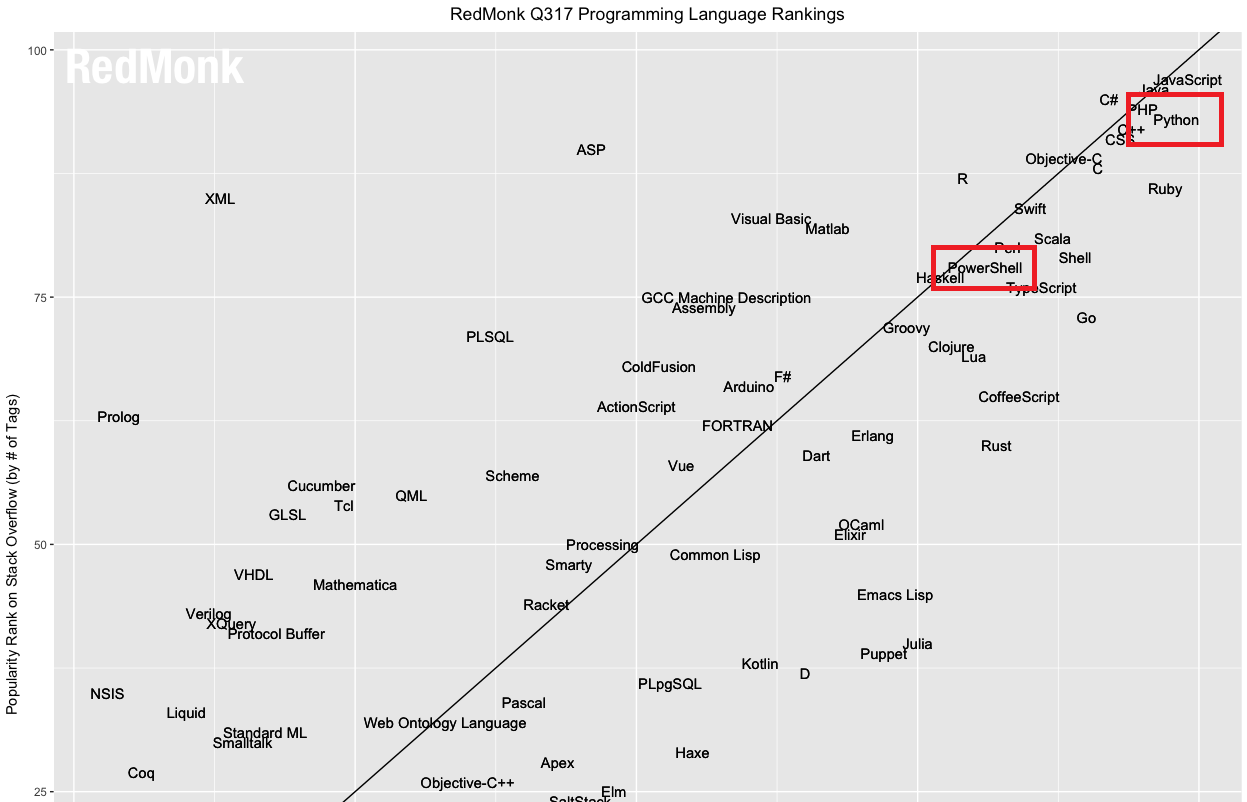 RedMonk Q317 Programming Language Rankings
100
RedMonk
JavaScript
Java
C#
PHP
Python
C++
CSS
ASP
Objective-C
C
R
Ruby
XML
Swift
Visual Basic
Matlab
Scala
Perl
Shell
PowerShell
Haskell
TypeScript
75
GCC Machine Description
Assembly
Go
Groovy
PLSQL
Clojure
Lua
ColdFusion
F#
Arduino
CoffeeScript
ActionScript
Prolog
FORTRAN
Erlang
Rust
Dart
Vue
Scheme
Cucumber
QML
Tcl
GLSL
OCaml
Elixir
50
Processing
Common Lisp
Smarty
VHDL
Mathematica
Emacs Lisp
Racket
Verilog
XQuery
Protocol Buffer
Julia
Puppet
Kotlin
D
PLpgSQL
NSIS
Pascal
Liquid
Web Ontology Language
Standard ML
Smalltalk
Haxe
Apex
Coq
Objective-C++
25
Elm
SaltStack
Popularity Rank on Stack Overflow (by # of Tags)